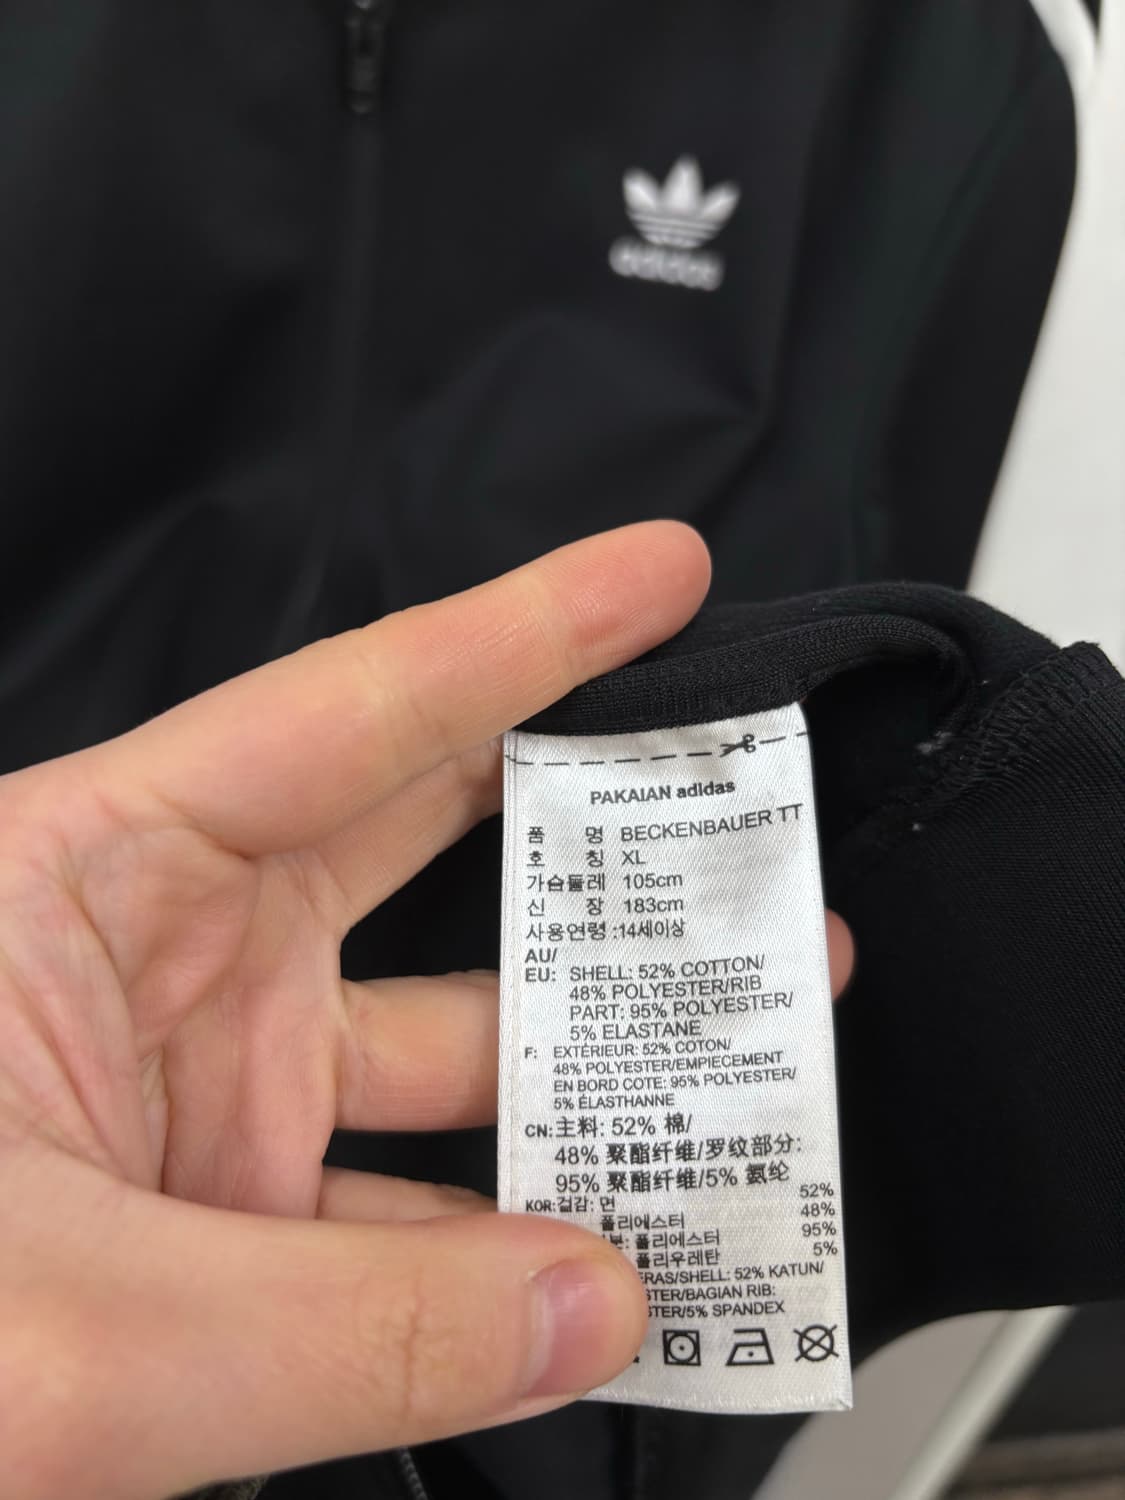 adidas
PAKAIAN adidas
품 명 BECKENBAUER TT
호 칭 XL
가슴둘레 105cm
신 장 183cm
사용연령 :14세이상
AU/
EU: SHELL: 52% COTTON/
48% POLYESTER/RIB
PART: 95% POLYESTER/
5% ELASTANE
F: EXTÉRIEUR: 52% COTON/
48% POLYESTER/EMPIECEMENT
EN BORD COTE: 95% POLYESTER/
5% ÉLASTHANNE
CN: 主料: 52% 棉/
48% 聚酯纤维/罗纹部分:
95% 聚酯纤维/5% 氨纶
KOR: 겉감: 면 52%
폴리에스터 48%
분: 폴리에스터 95%
폴리우레탄 5%
ERAS/SHELL: 52% KATUN/
STER/BAGIAN RIB:
STER/5% SPANDEX